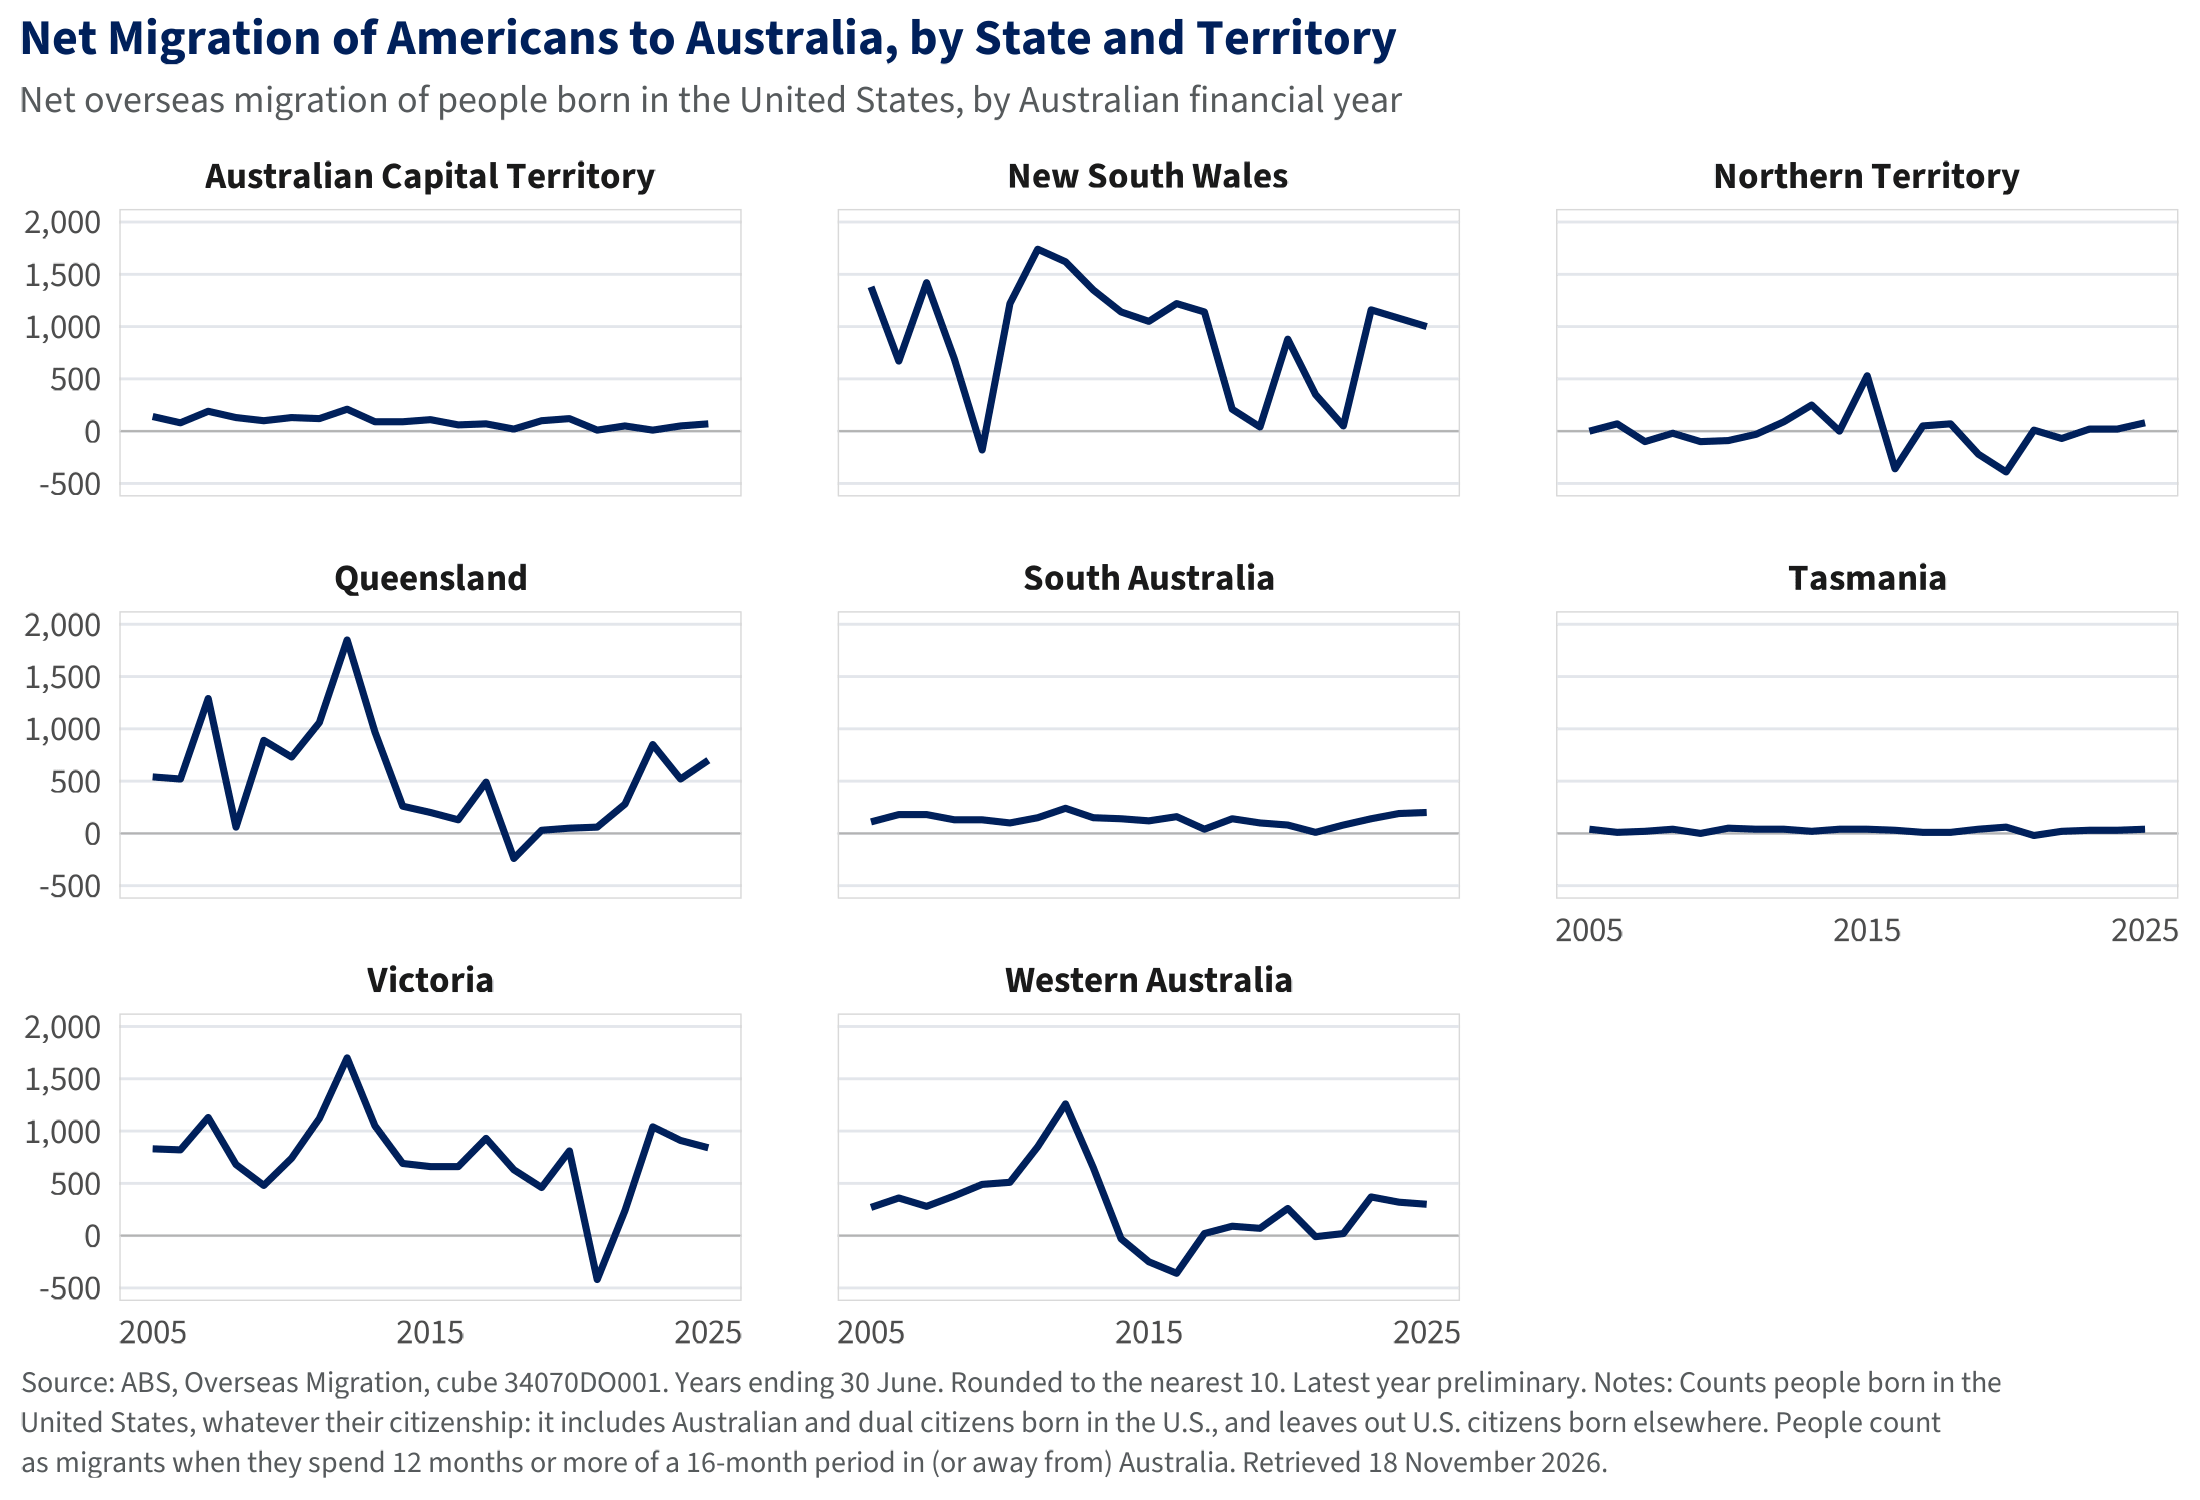 Net Migration of Americans to Australia, by State and Territory
Net overseas migration of people born in the United States, by Australian financial year
Australian Capital Territory
New South Wales
Northern Territory
2,000
1,500
1,000
500
0
-500
Queensland
South Australia
Tasmania
2,000
1,500
1,000
500
0
-500
2005 2015 2025
Victoria
Western Australia
2,000
1,500
1,000
500
0
-500
2005 2015 2025
2005 2015 2025
Source: ABS, Overseas Migration, cube 34070DO001. Years ending 30 June. Rounded to the nearest 10. Latest year preliminary. Notes: Counts people born in the
United States, whatever their citizenship: it includes Australian and dual citizens born in the U.S., and leaves out U.S. citizens born elsewhere. People count
as migrants when they spend 12 months or more of a 16-month period in (or away from) Australia. Retrieved 18 November 2026.